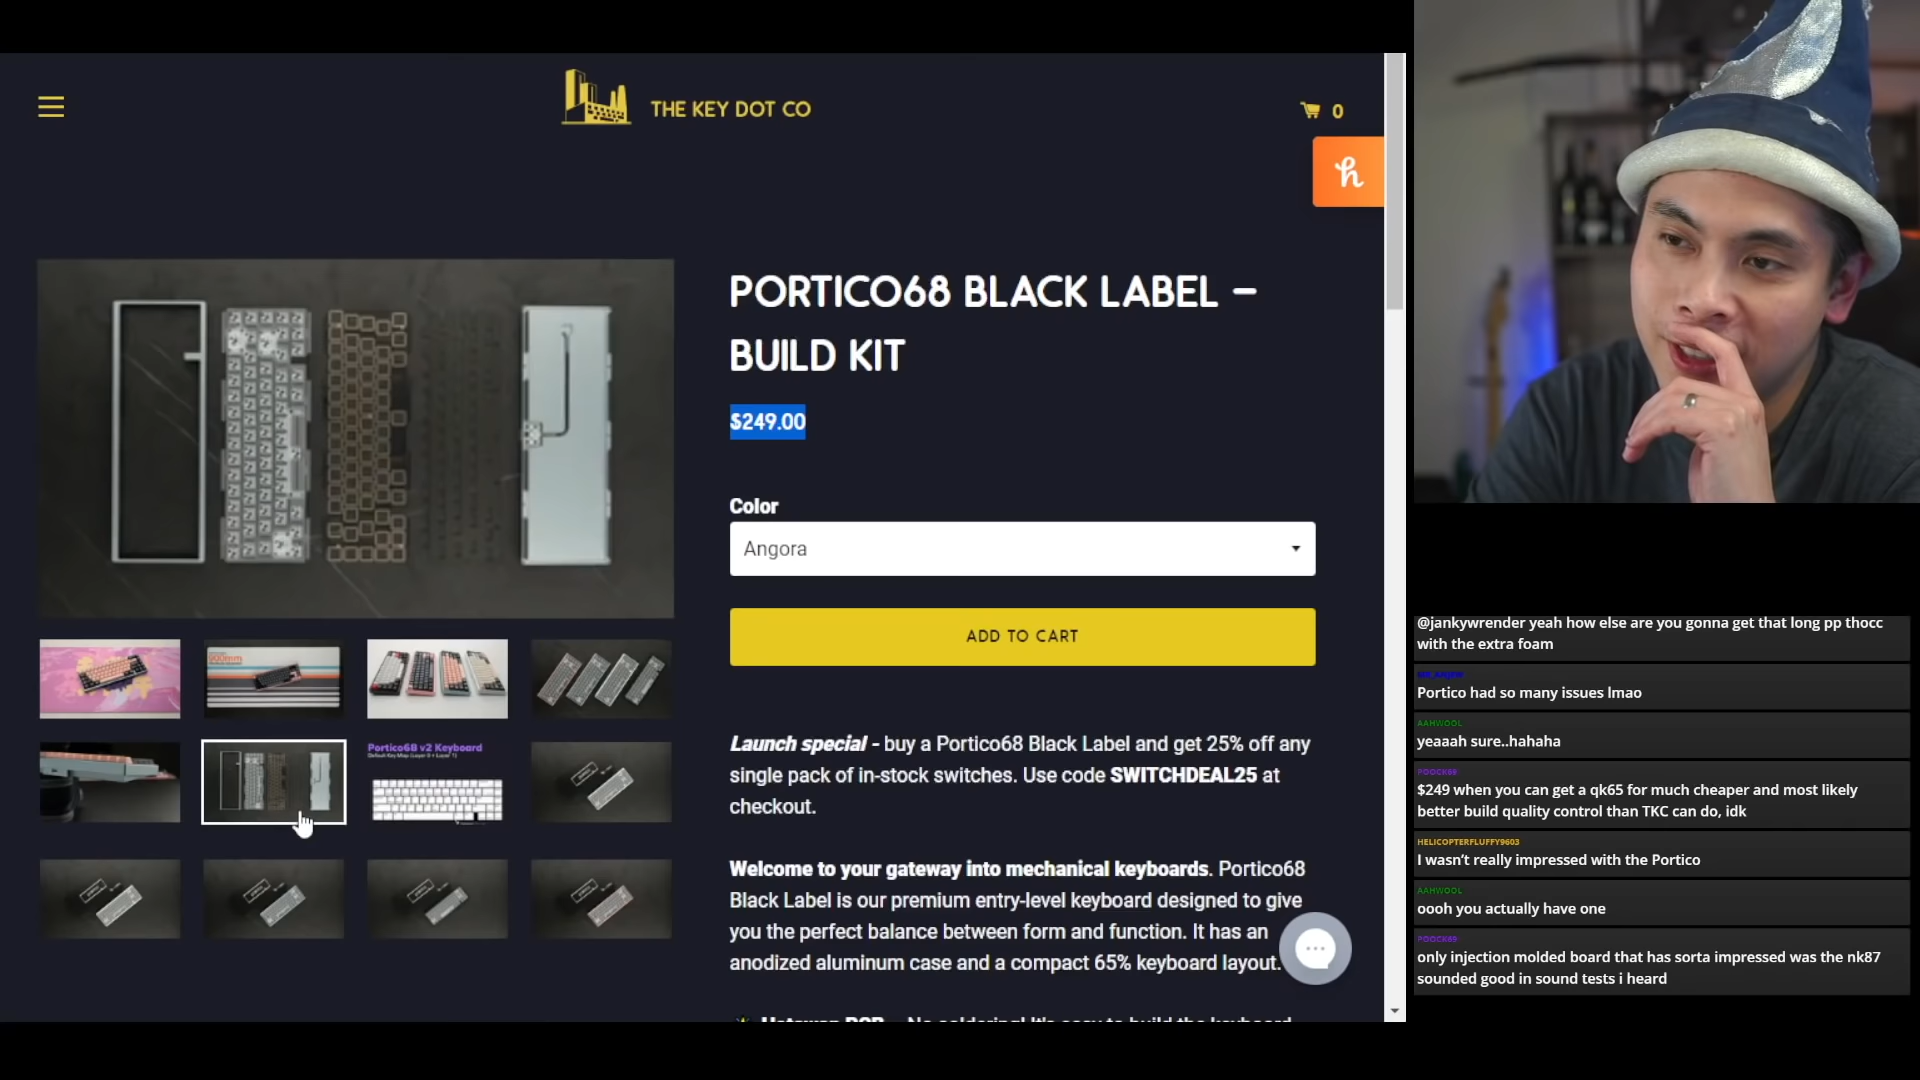 THE KEY DOT CO
0
PORTICO68 BLACK LABEL –
BUILD KIT
$249.00
Color
Angora
ADD TO CART
Portico68 v2 Keyboard
Launch special - buy a Portico68 Black Label and get 25% off any
single pack of in-stock switches. Use code SWITCHDEAL25 at
checkout.
Welcome to your gateway into mechanical keyboards. Portico68
Black Label is our premium entry-level keyboard designed to give
you the perfect balance between form and function. It has an
anodized aluminum case and a compact 65% keyboard layout.
@jankywrender yeah how else are you gonna get that long pp thocc
with the extra foam
Portico had so many issues lmao
AAHWOOL
yeaaah sure..hahaha
$249 when you can get a qk65 for much cheaper and most likely
better build quality control than TKC can do, idk
HELICOPTERFLUFFY9603
I wasn't really impressed with the Portico
AAHWOOL
oooh you actually have one
only injection molded board that has sorta impressed was the nk87
sounded good in sound tests i heard